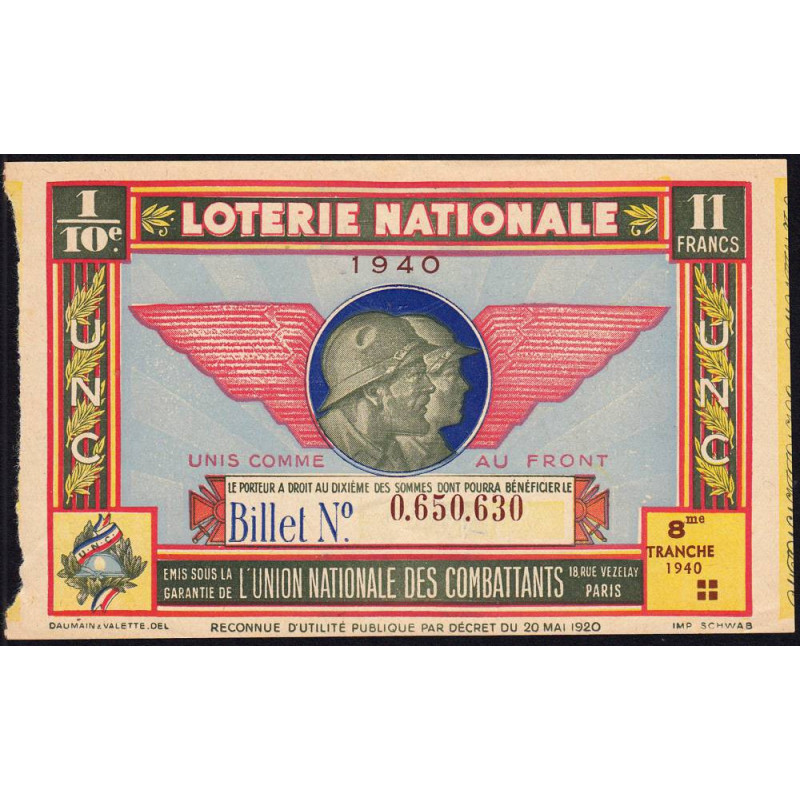 1/10e.
LOTERIE NATIONALE
11 FRANCS
1940
UNC
UNC
UNIS COMME AU FRONT
LE PORTEUR A DROIT AU DIXIÈME DES SOMMES DONT POURRA BÉNÉFICIER LE
Billet No. 0.650.630
8me
TRANCHE
1940
U.N.C.
EMIS SOUS LA GARANTIE DE L'UNION NATIONALE DES COMBATTANTS 18, RUE VEZELAY PARIS
DAUMAIN & VALETTE. DEL RECONNUE D'UTILITÉ PUBLIQUE PAR DÉCRET DU 20 MAI 1920 IMP. SCHWAB